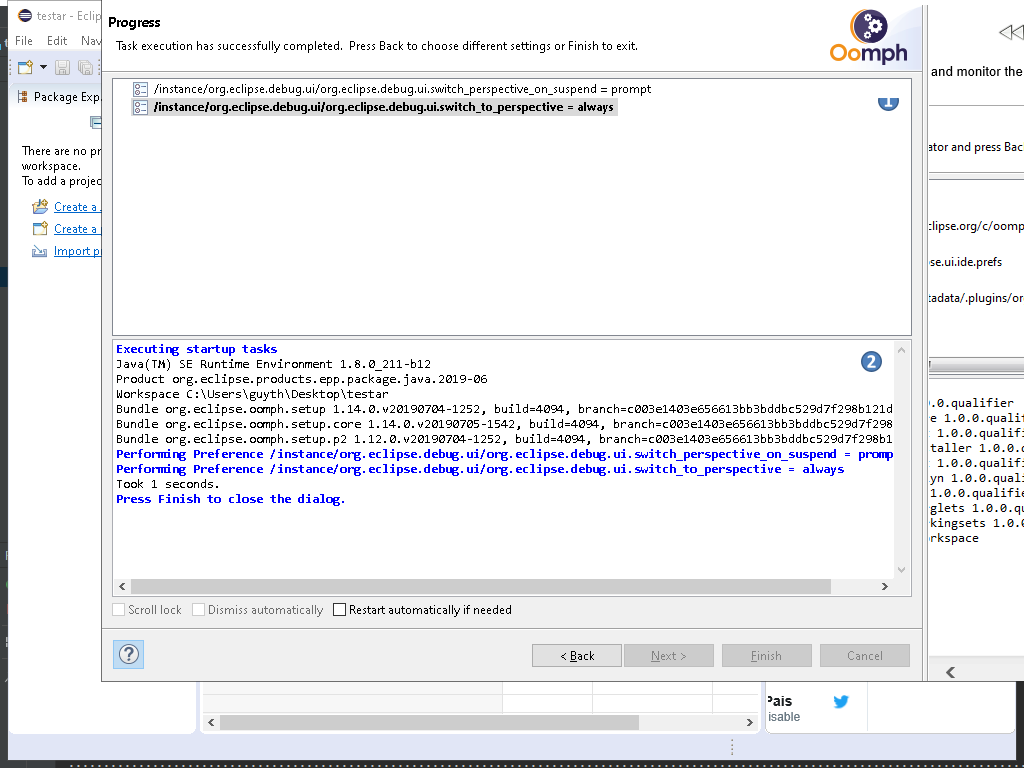 testar - Eclip
File Edit Nav
Package Exp
There are no pr
workspace.
To add a projec
Create a
Create a
Import p
Progress
Task execution has successfully completed. Press Back to choose different settings or Finish to exit.
Oomph
/instance/org.eclipse.debug.ui/org.eclipse.debug.ui.switch_perspective_on_suspend = prompt
/instance/org.eclipse.debug.ui/org.eclipse.debug.ui.switch_to_perspective = always
1
Executing startup tasks
Java(TM) SE Runtime Environment 1.8.0_211-b12
Product org.eclipse.products.epp.package.java.2019-06
Workspace C:\Users\guyth\Desktop\testar
Bundle org.eclipse.oomph.setup 1.14.0.v20190704-1252, build=4094, branch=c003e1403e656613bb3bddbc529d7f298b121d
Bundle org.eclipse.oomph.setup.core 1.14.0.v20190705-1542, build=4094, branch=c003e1403e656613bb3bddbc529d7f298
Bundle org.eclipse.oomph.setup.p2 1.12.0.v20190704-1252, build=4094, branch=c003e1403e656613bb3bddbc529d7f298b1
Performing Preference /instance/org.eclipse.debug.ui/org.eclipse.debug.ui.switch_perspective_on_suspend = promp
Performing Preference /instance/org.eclipse.debug.ui/org.eclipse.debug.ui.switch_to_perspective = always
Took 1 seconds.
Press Finish to close the dialog.
2
Scroll lock Dismiss automatically Restart automatically if needed
? < Back Next > Finish Cancel
and monitor the
ator and press Bac
clipse.org/c/oomp
se.ui.ide.prefs
tadata/.plugins/or
.0.qualifier
e 1.0.0.qualif
1.0.0.qualifi
taller 1.0.0.q
1.0.0.qualifi
yn 1.0.0.quali
1.0.0.qualifie
glets 1.0.0.qu
kingsets 1.0.0
rkspace
Pais
isable